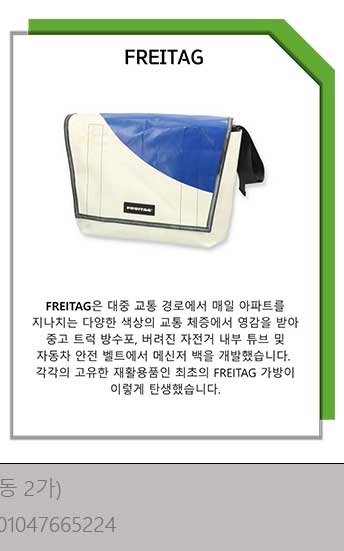 FREITAG
FREITAG
FREITAG은 대중 교통 경로에서 매일 아파트를
지나치는 다양한 색상의 교통 체증에서 영감을 받아
중고 트럭 방수포, 버려진 자전거 내부 튜브 및
자동차 안전 벨트에서 메신저 백을 개발했습니다.
각각의 고유한 재활용품인 최초의 FREITAG 가방이
이렇게 탄생했습니다.
동 2가)
01047665224